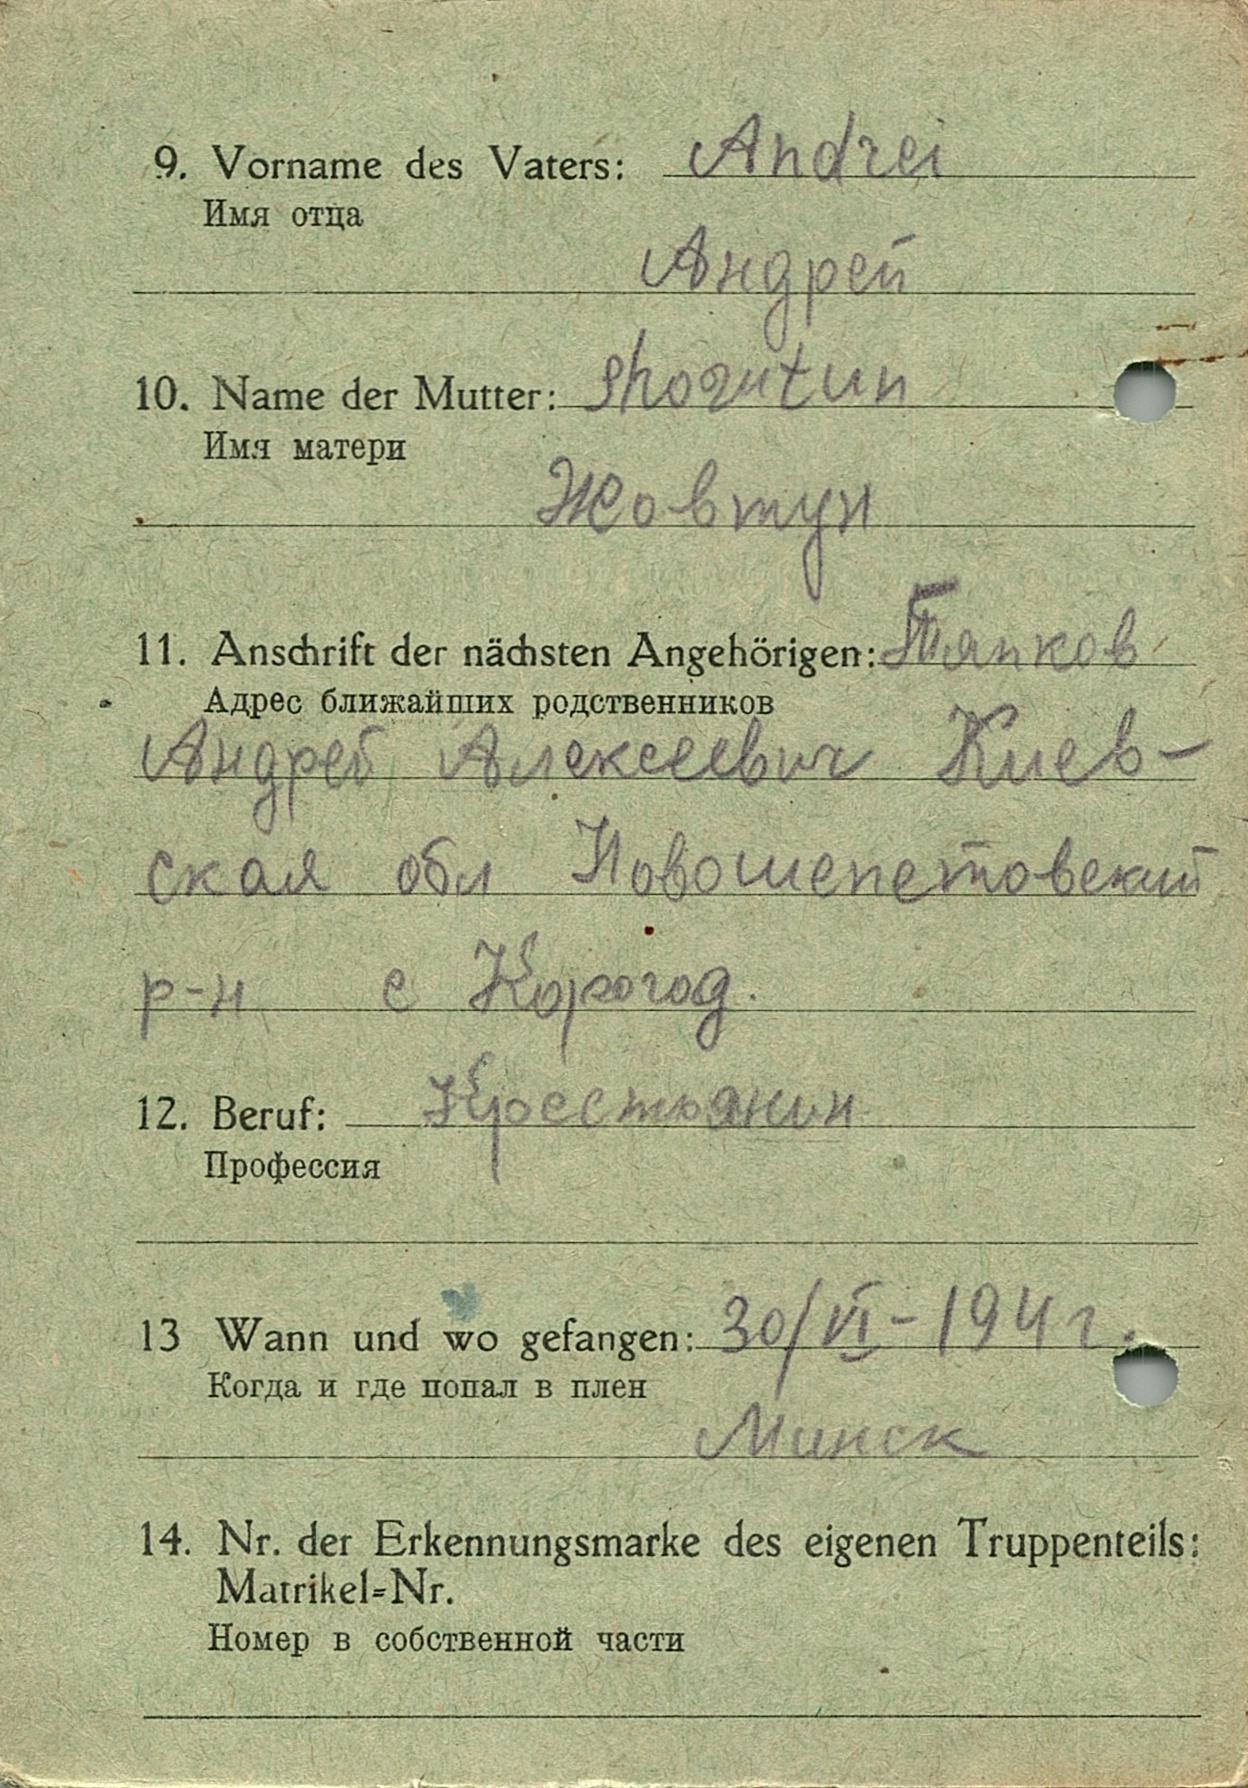 9. Vorname des Vaters: Andrei
Имя отца
Андрей
10. Name der Mutter:
Имя матери
Жовтун
11. Anschrift der nächsten Angehörigen: Тяпков
Адрес ближайших родственников
Андрей Алексеевич Киев-
ская обл Новошепетовский
р-н с Корогод.
12. Beruf: Крестьянин
Профессия
13 Wann und wo gefangen: 30/VI-1941г.
Когда и где попал в плен
Минск
14. Nr. der Erkennungsmarke des eigenen Truppenteils:
Matrikel=Nr.
Номер в собственной части